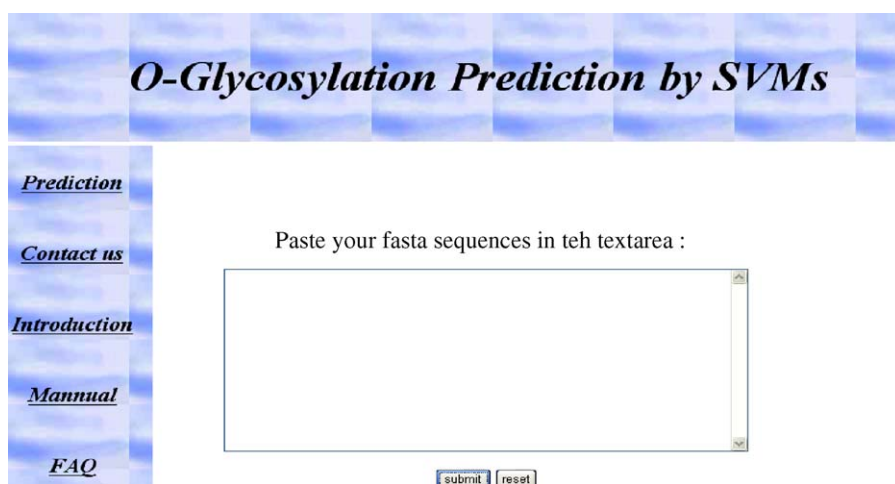 O-Glycosylation Prediction by SVMs
Prediction
Contact us
Introduction
Mannual
FAQ
Paste your fasta sequences in teh textarea :
submit reset